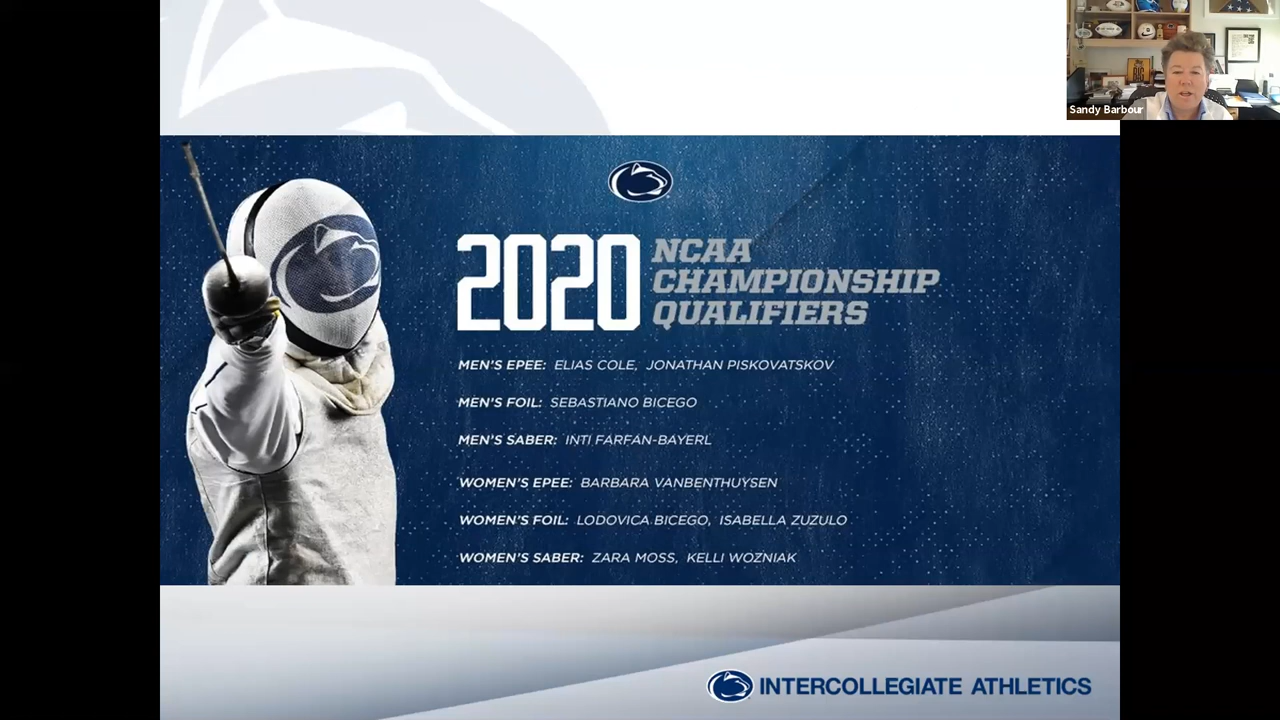 Sandy Barbour
2020
NCAA
CHAMPIONSHIP
QUALIFIERS
MEN'S EPEE: ELIAS COLE, JONATHAN PISKOVATSKOV
MEN'S FOIL: SEBASTIANO BICEGO
MEN'S SABER: INTI FARFAN-BAYERL
WOMEN'S EPEE: BARBARA VANBENTHUYSEN
WOMEN'S FOIL: LODOVICA BICEGO, ISABELLA ZUZULO
WOMEN'S SABER: ZARA MOSS, KELLI WOZNIAK
INTERCOLLEGIATE ATHLETICS